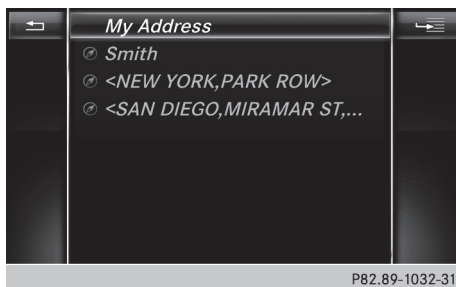 My Address
Smith
<NEW YORK,PARK ROW>
<SAN DIEGO,MIRAMAR ST,...
P82.89-1032-31